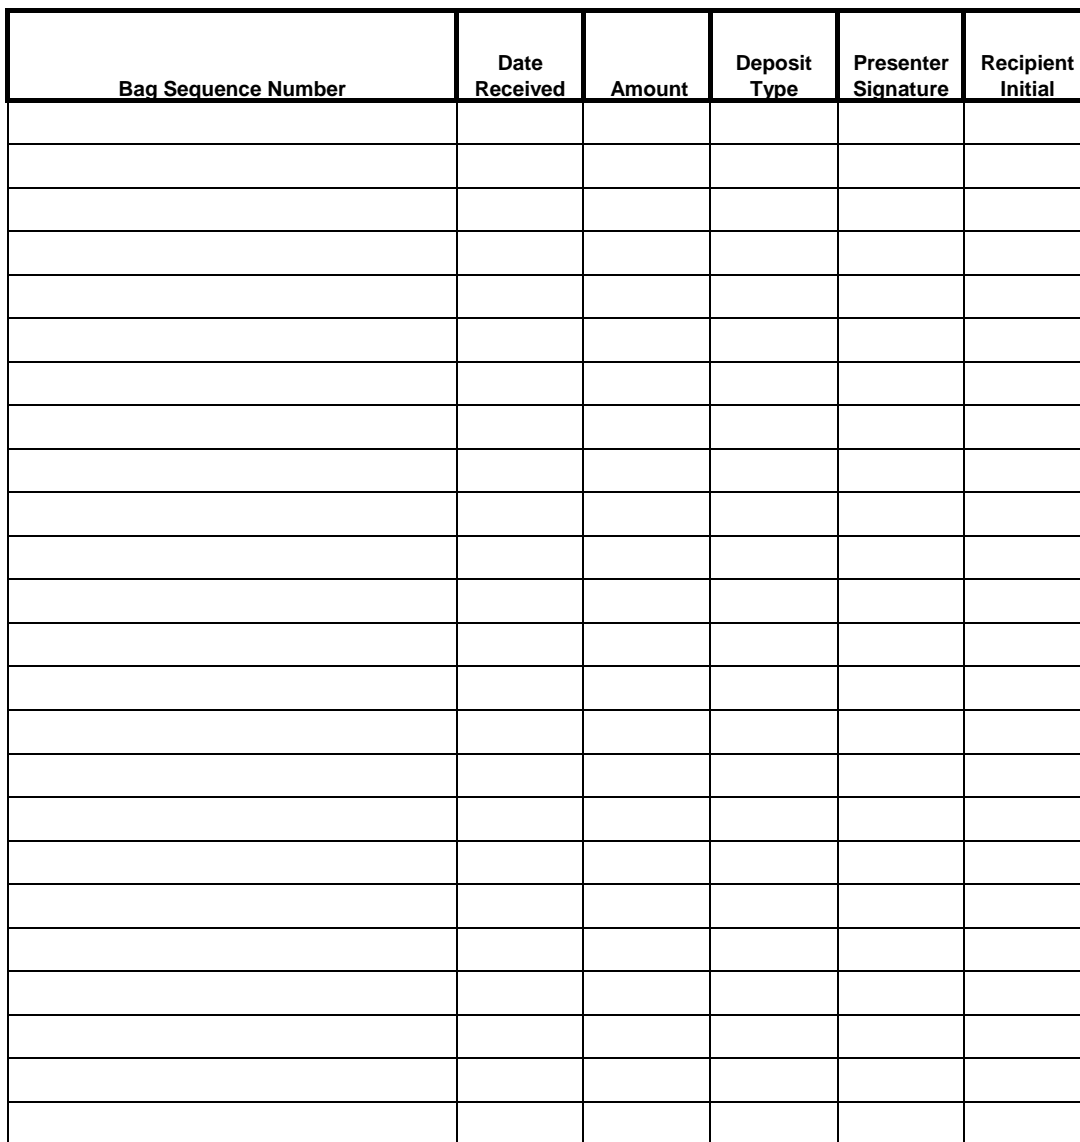 Bag Sequence Number
Date
Received
Amount
Deposit
Type
Presenter
Signature
Recipient
Initial